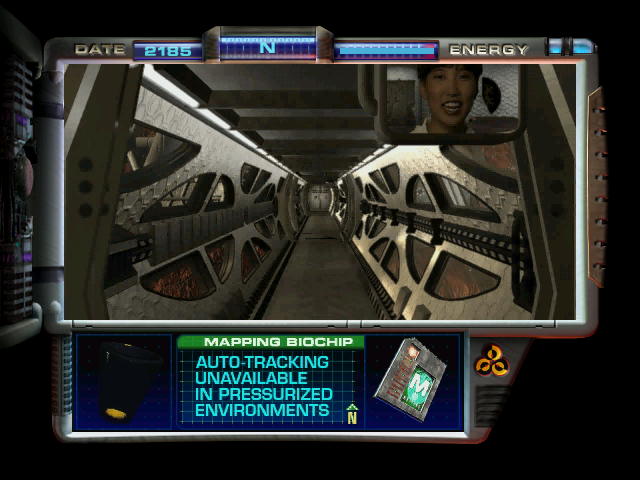 DATE 2185 N ENERGY
MAPPING BIOCHIP
AUTO-TRACKING
UNAVAILABLE
IN PRESSURIZED
ENVIRONMENTS
N
M